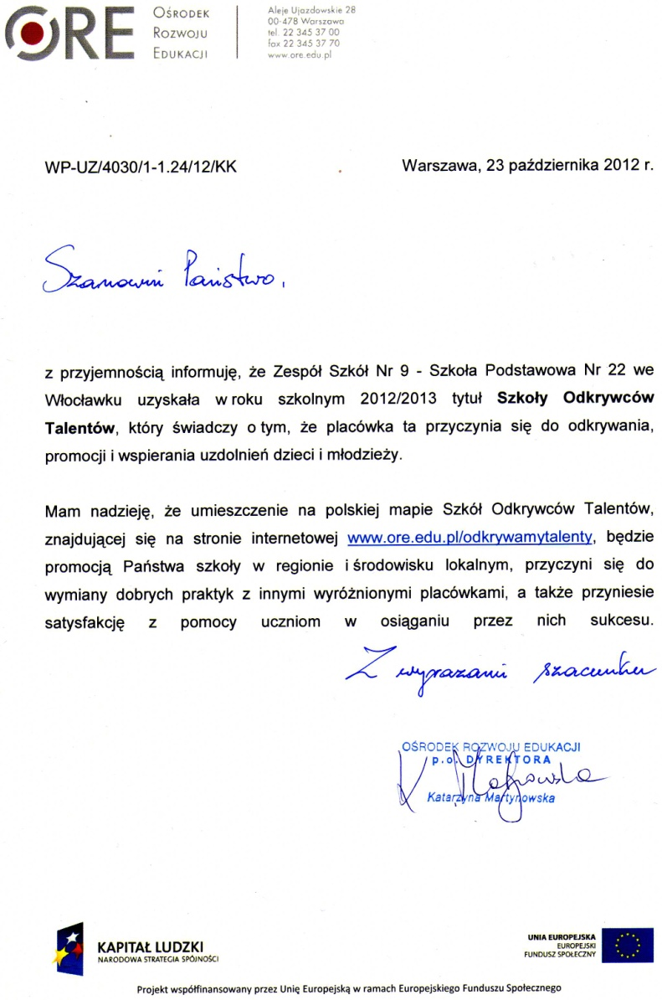 ORE
OŚRODEK
ROZWOJU
EDUKACJI
Aleje Ujazdowskie 28
00-478 Warszawa
tel. 22 345 37 00
fax 22 345 37 70
www.ore.edu.pl
WP-UZ/4030/1-1.24/12/KK
Warszawa, 23 października 2012 r.
Szanowni Państwo,
z przyjemnością informuję, że Zespół Szkół Nr 9 - Szkoła Podstawowa Nr 22 we
Włocławku uzyskała w roku szkolnym 2012/2013 tytuł Szkoły Odkrywców
Talentów, który świadczy o tym, że placówka ta przyczynia się do odkrywania,
promocji i wspierania uzdolnień dzieci i młodzieży.
Mam nadzieję, że umieszczenie na polskiej mapie Szkół Odkrywców Talentów,
znajdującej się na stronie internetowej www.ore.edu.pl/odkrywamytalenty, będzie
promocją Państwa szkoły w regionie i środowisku lokalnym, przyczyni się do
wymiany dobrych praktyk z innymi wyróżnionymi placówkami, a także przyniesie
satysfakcję z pomocy uczniom w osiąganiu przez nich sukcesu.
Z wyrazami szacunku
OŚRODEK ROZWOJU EDUKACJI
p.o. DYREKTORA
Katarzyna Martynowska
KAPITAŁ LUDZKI
NARODOWA STRATEGIA SPÓJNOŚCI
UNIA EUROPEJSKA
EUROPEJSKI
FUNDUSZ SPOŁECZNY
Projekt współfinansowany przez Unię Europejską w ramach Europejskiego Funduszu Społecznego